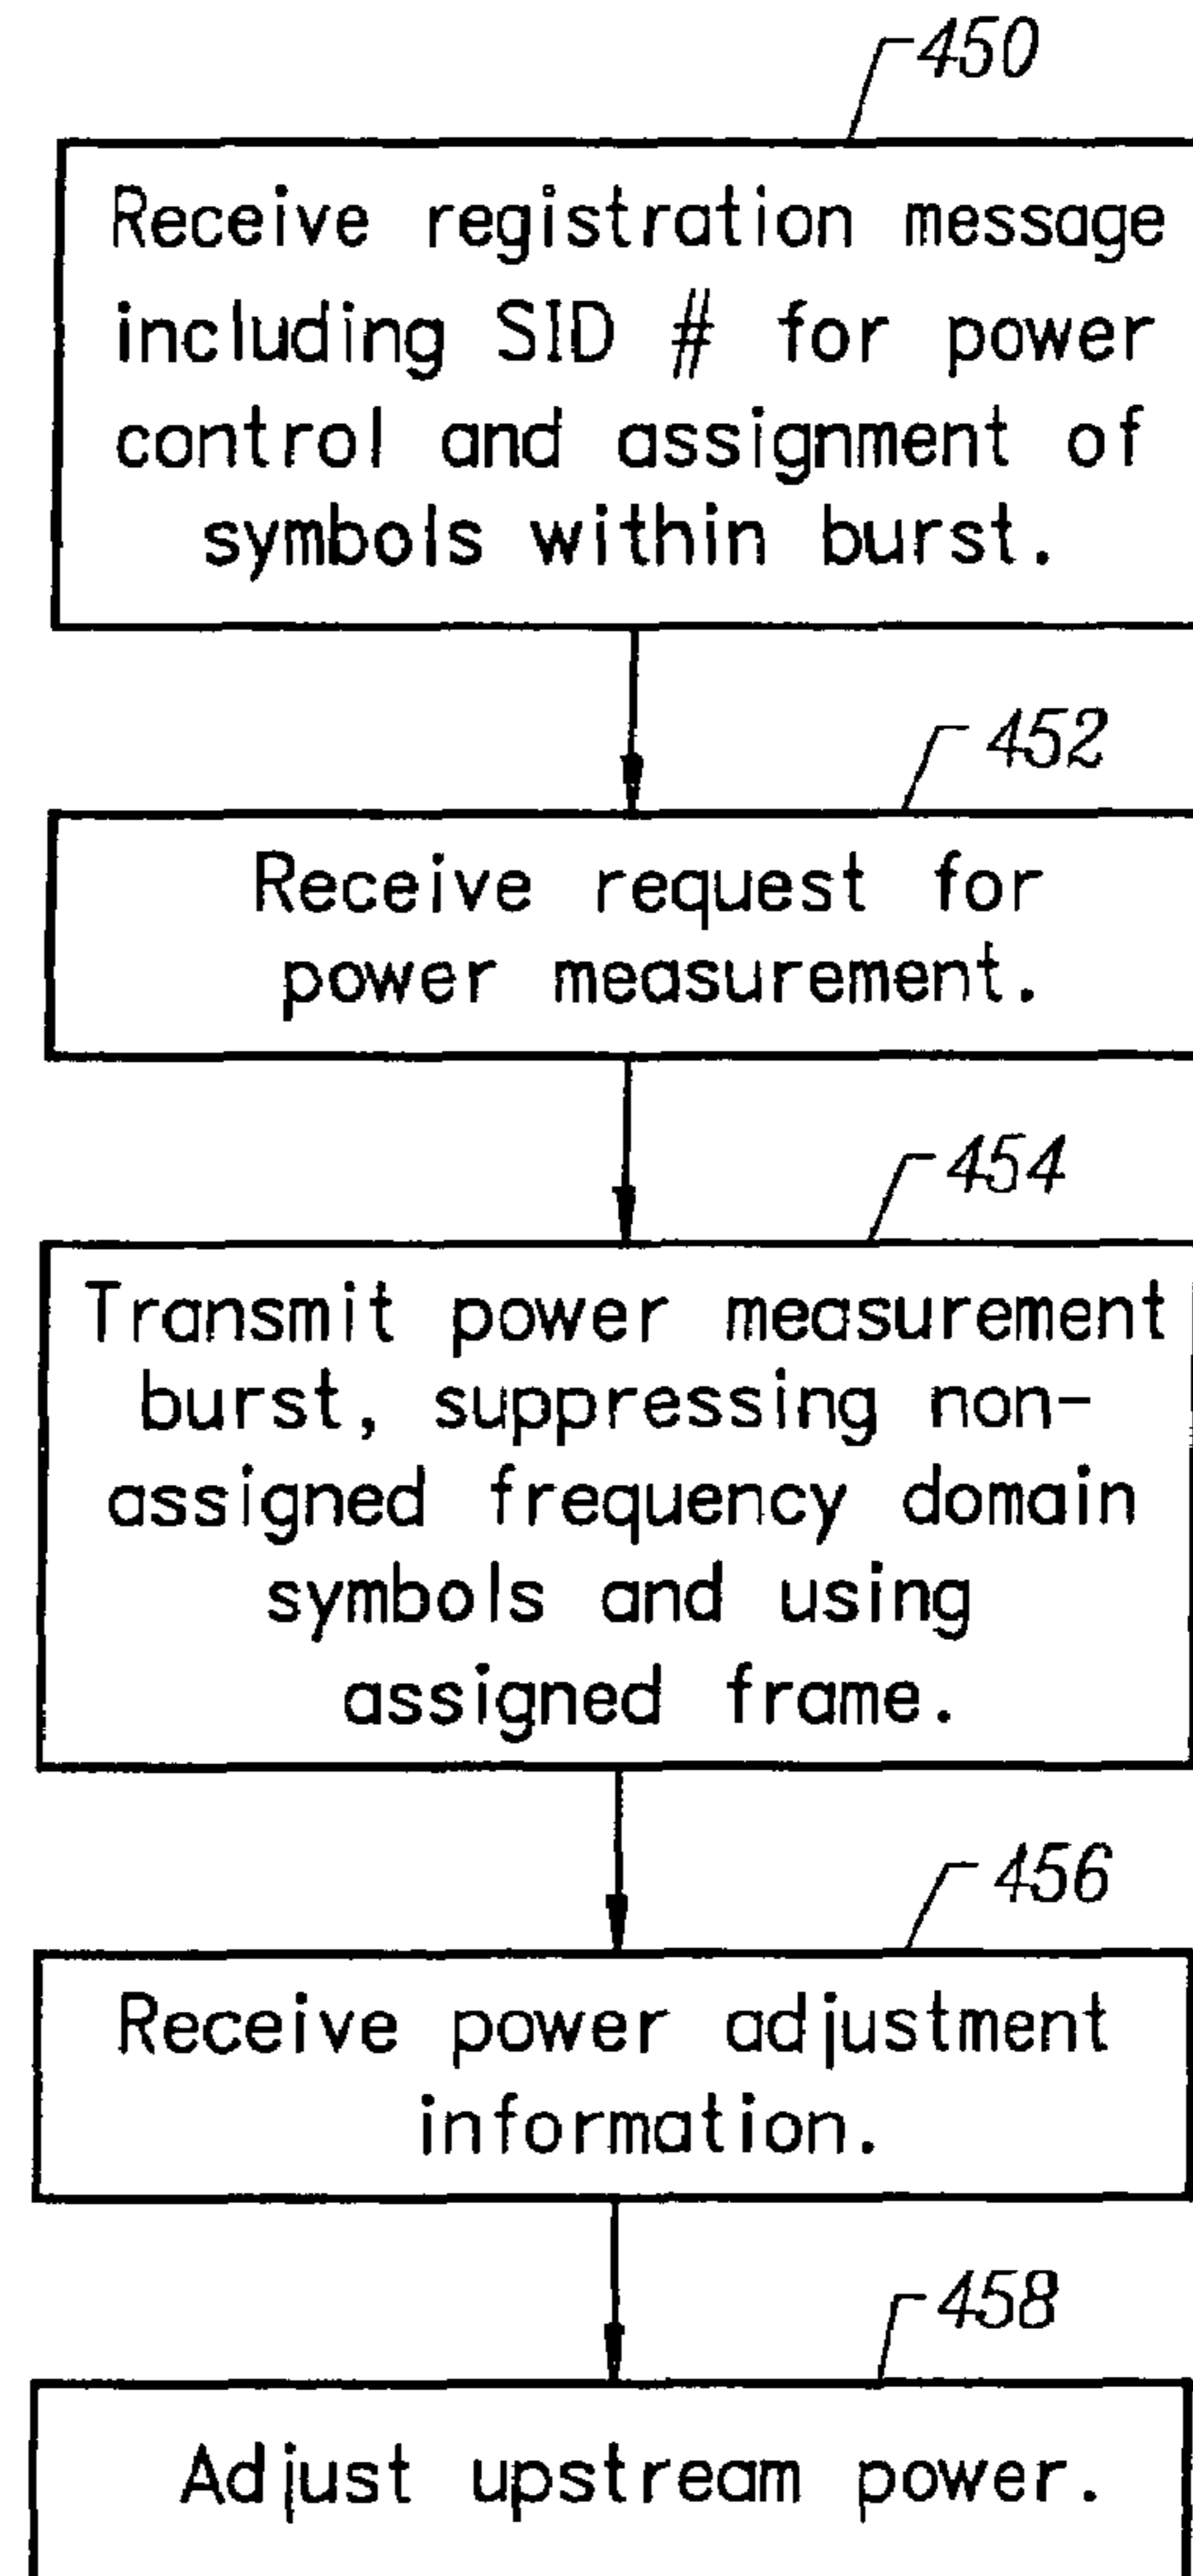 450
Receive registration message
including SID # for power
control and assignment of
symbols within burst.
452
Receive request for
power measurement.
454
Transmit power measurement
burst, suppressing non-
assigned frequency domain
symbols and using
assigned frame.
456
Receive power adjustment
information.
458
Adjust upstream power.